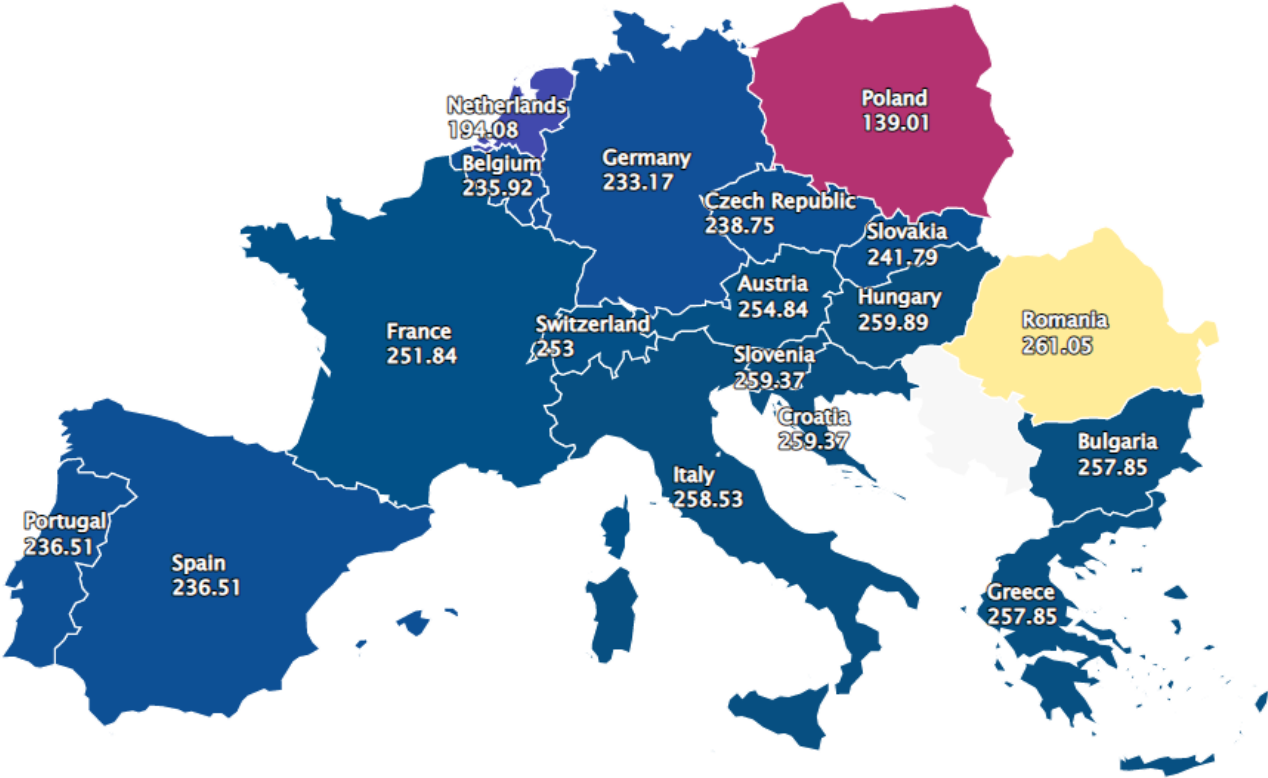 Netherlands
194.08
Poland
139.01
Belgium
235.92
Germany
233.17
Czech Republic
238.75
Slovakia
241.79
Austria
254.84
Hungary
259.89
France
251.84
Switzerland
253
Romania
261.05
Slovenia
259.37
Croatia
259.37
Bulgaria
257.85
Italy
258.53
Portugal
236.51
Spain
236.51
Greece
257.85